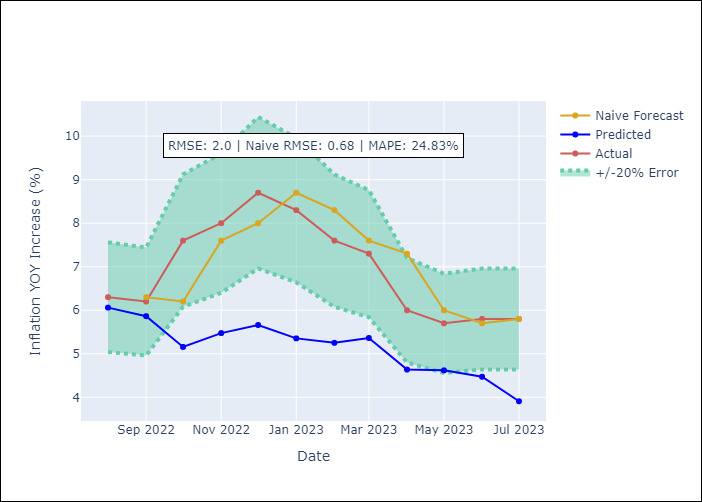 RMSE: 2.0 | Naive RMSE: 0.68 | MAPE: 24.83%
Naive Forecast
Predicted
Actual
+/-20% Error
Inflation YOY Increase (%)
10
9
8
7
6
5
4
Sep 2022
Nov 2022
Jan 2023
Mar 2023
May 2023
Jul 2023
Date